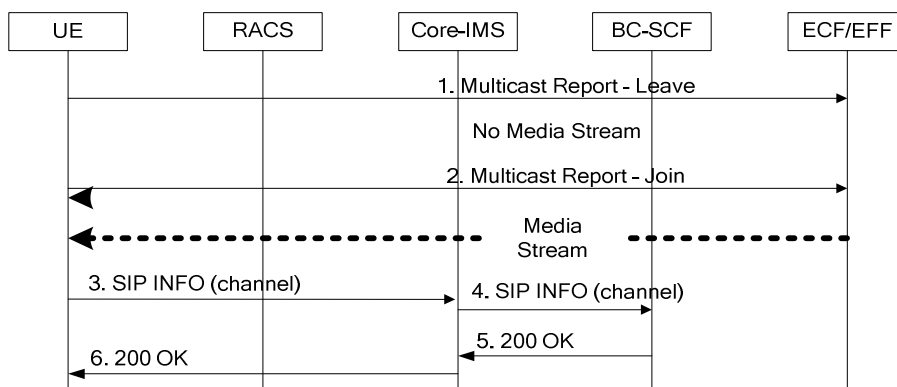 UE RACS Core-IMS BC-SCF ECF/EFF
1. Multicast Report - Leave
No Media Stream
2. Multicast Report - Join
Media
Stream
3. SIP INFO (channel)
4. SIP INFO (channel)
5. 200 OK
6. 200 OK